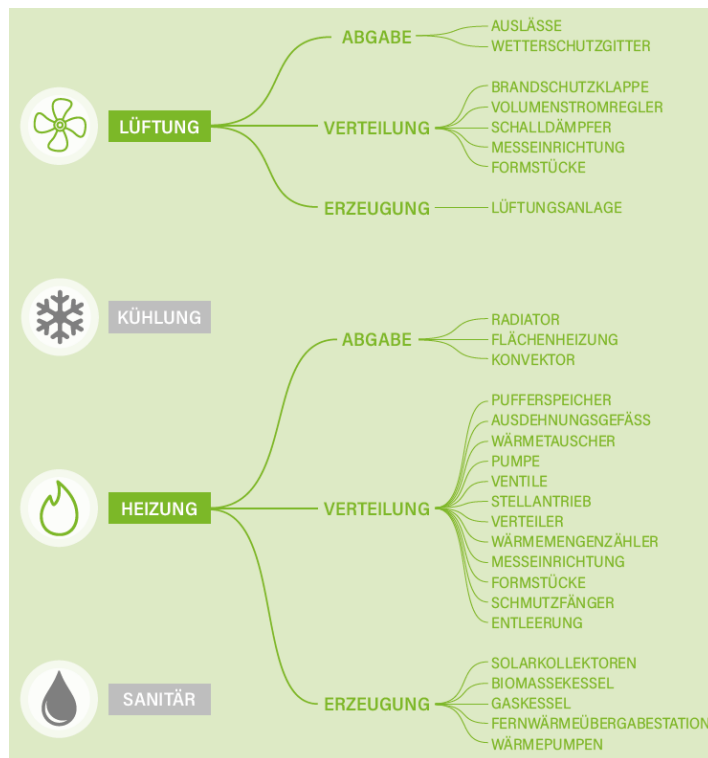 LÜFTUNG
ABGABE
AUSLÄSSE
WETTERSCHUTZGITTER
VERTEILUNG
BRANDSCHUTZKLAPPE
VOLUMENSTROMREGLER
SCHALLDÄMPFER
MESSEINRICHTUNG
FORMSTÜCKE
ERZEUGUNG
LÜFTUNGSANLAGE
KÜHLUNG
HEIZUNG
ABGABE
RADIATOR
FLÄCHENHEIZUNG
KONVEKTOR
VERTEILUNG
PUFFERSPEICHER
AUSDEHNUNGSGEFÄSS
WÄRMETAUSCHER
PUMPE
VENTILE
STELLANTRIEB
VERTEILER
WÄRMEMENGENZÄHLER
MESSEINRICHTUNG
FORMSTÜCKE
SCHMUTZFÄNGER
ENTLEERUNG
ERZEUGUNG
SOLARKOLLEKTOREN
BIOMASSEKESSEL
GASKESSEL
FERNWÄRMEÜBERGABESTATION
WÄRMEPUMPEN
SANITÄR